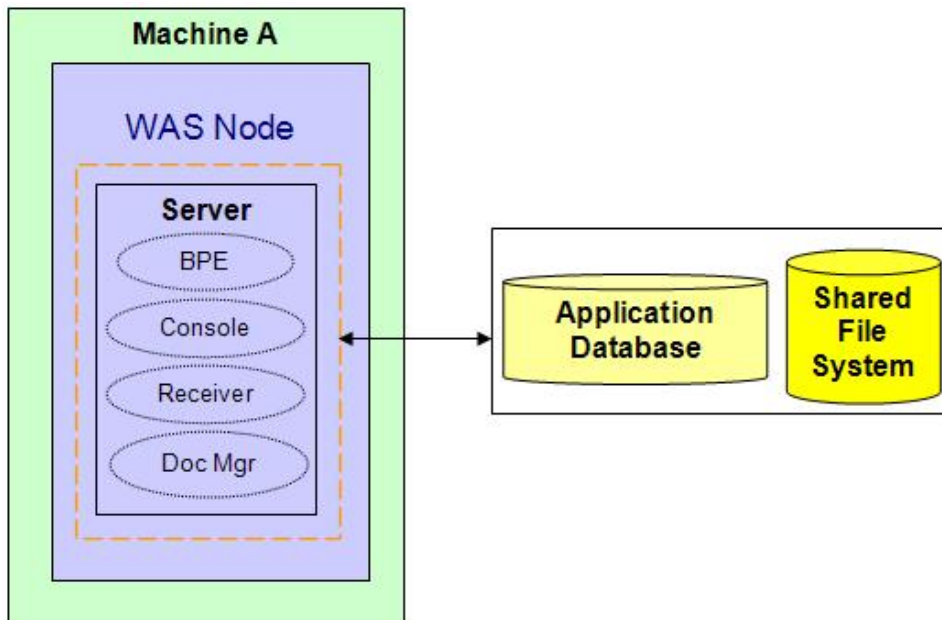 Machine A
WAS Node
Server
BPE
Console
Receiver
Doc Mgr
Application
Database
Shared
File
System